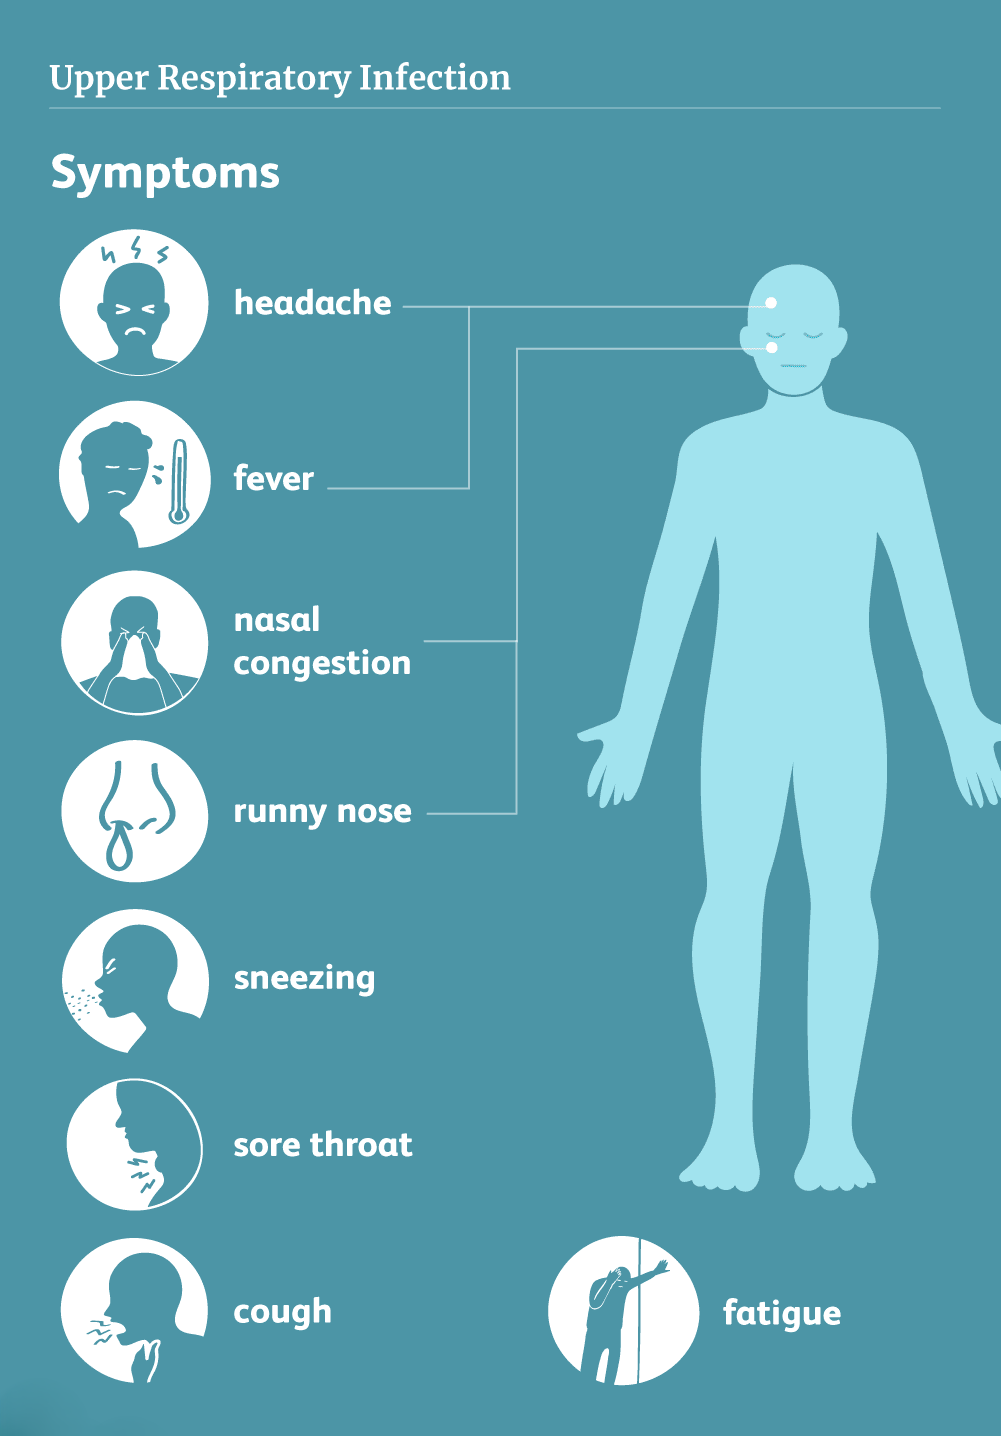 Upper Respiratory Infection
Symptoms
headache
fever
nasal
congestion
runny nose
sneezing
sore throat
cough
fatigue